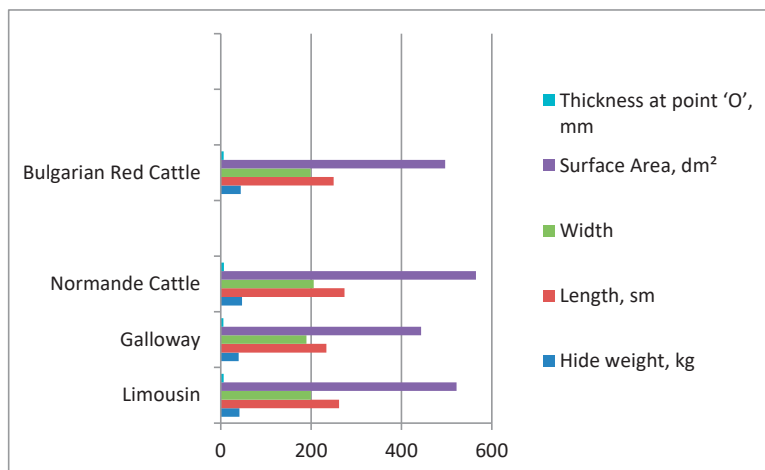 Bulgarian Red Cattle
Normande Cattle
Galloway
Limousin
0 200 400 600
Thickness at point ‘O’,
mm
Surface Area, dm²
Width
Length, sm
Hide weight, kg